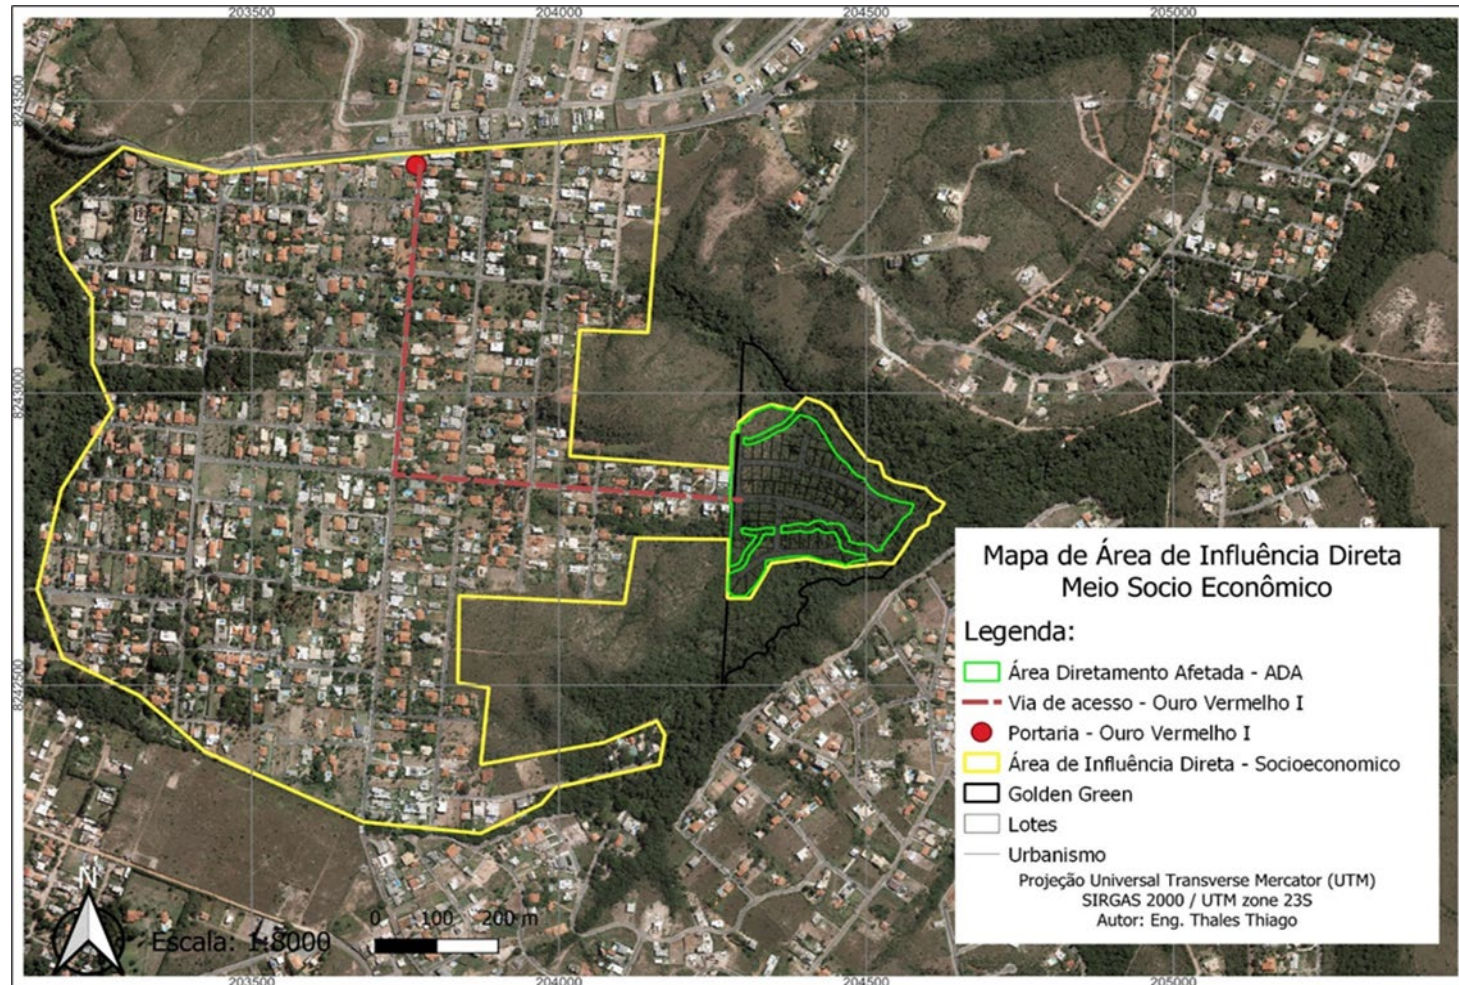 203500 204000 204500 205000
8243500
8243000
8242500
Mapa de Área de Influência Direta
Meio Socio Econômico
Legenda:
Área Diretamento Afetada - ADA
Via de acesso - Ouro Vermelho I
Portaria - Ouro Vermelho I
Área de Influência Direta - Socioeconomico
Golden Green
Lotes
Urbanismo
Projeção Universal Transverse Mercator (UTM)
SIRGAS 2000 / UTM zone 23S
Autor: Eng. Thales Thiago
N
Escala: 1:8000
0 100 200 m
203500 204000 204500 205000